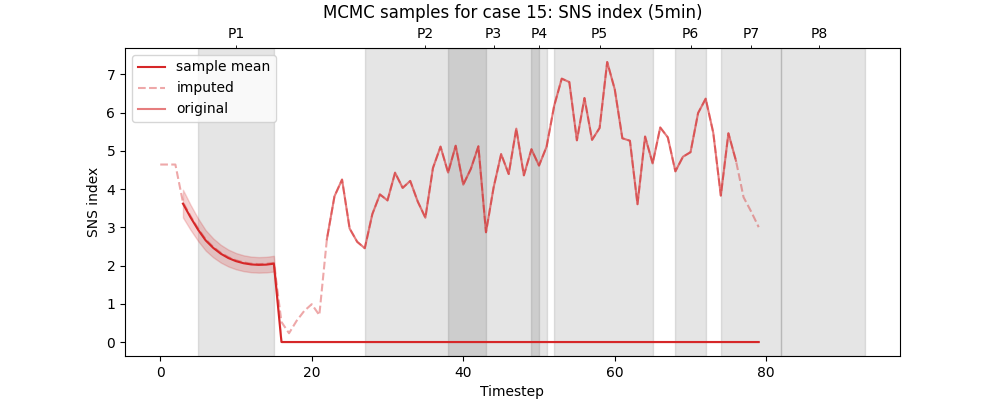 MCMC samples for case 15: SNS index (5min)
P1 P2 P3 P4 P5 P6 P7 P8
sample mean
imputed
original
7
6
5
4
3
2
1
0
SNS index
0 20 40 60 80
Timestep